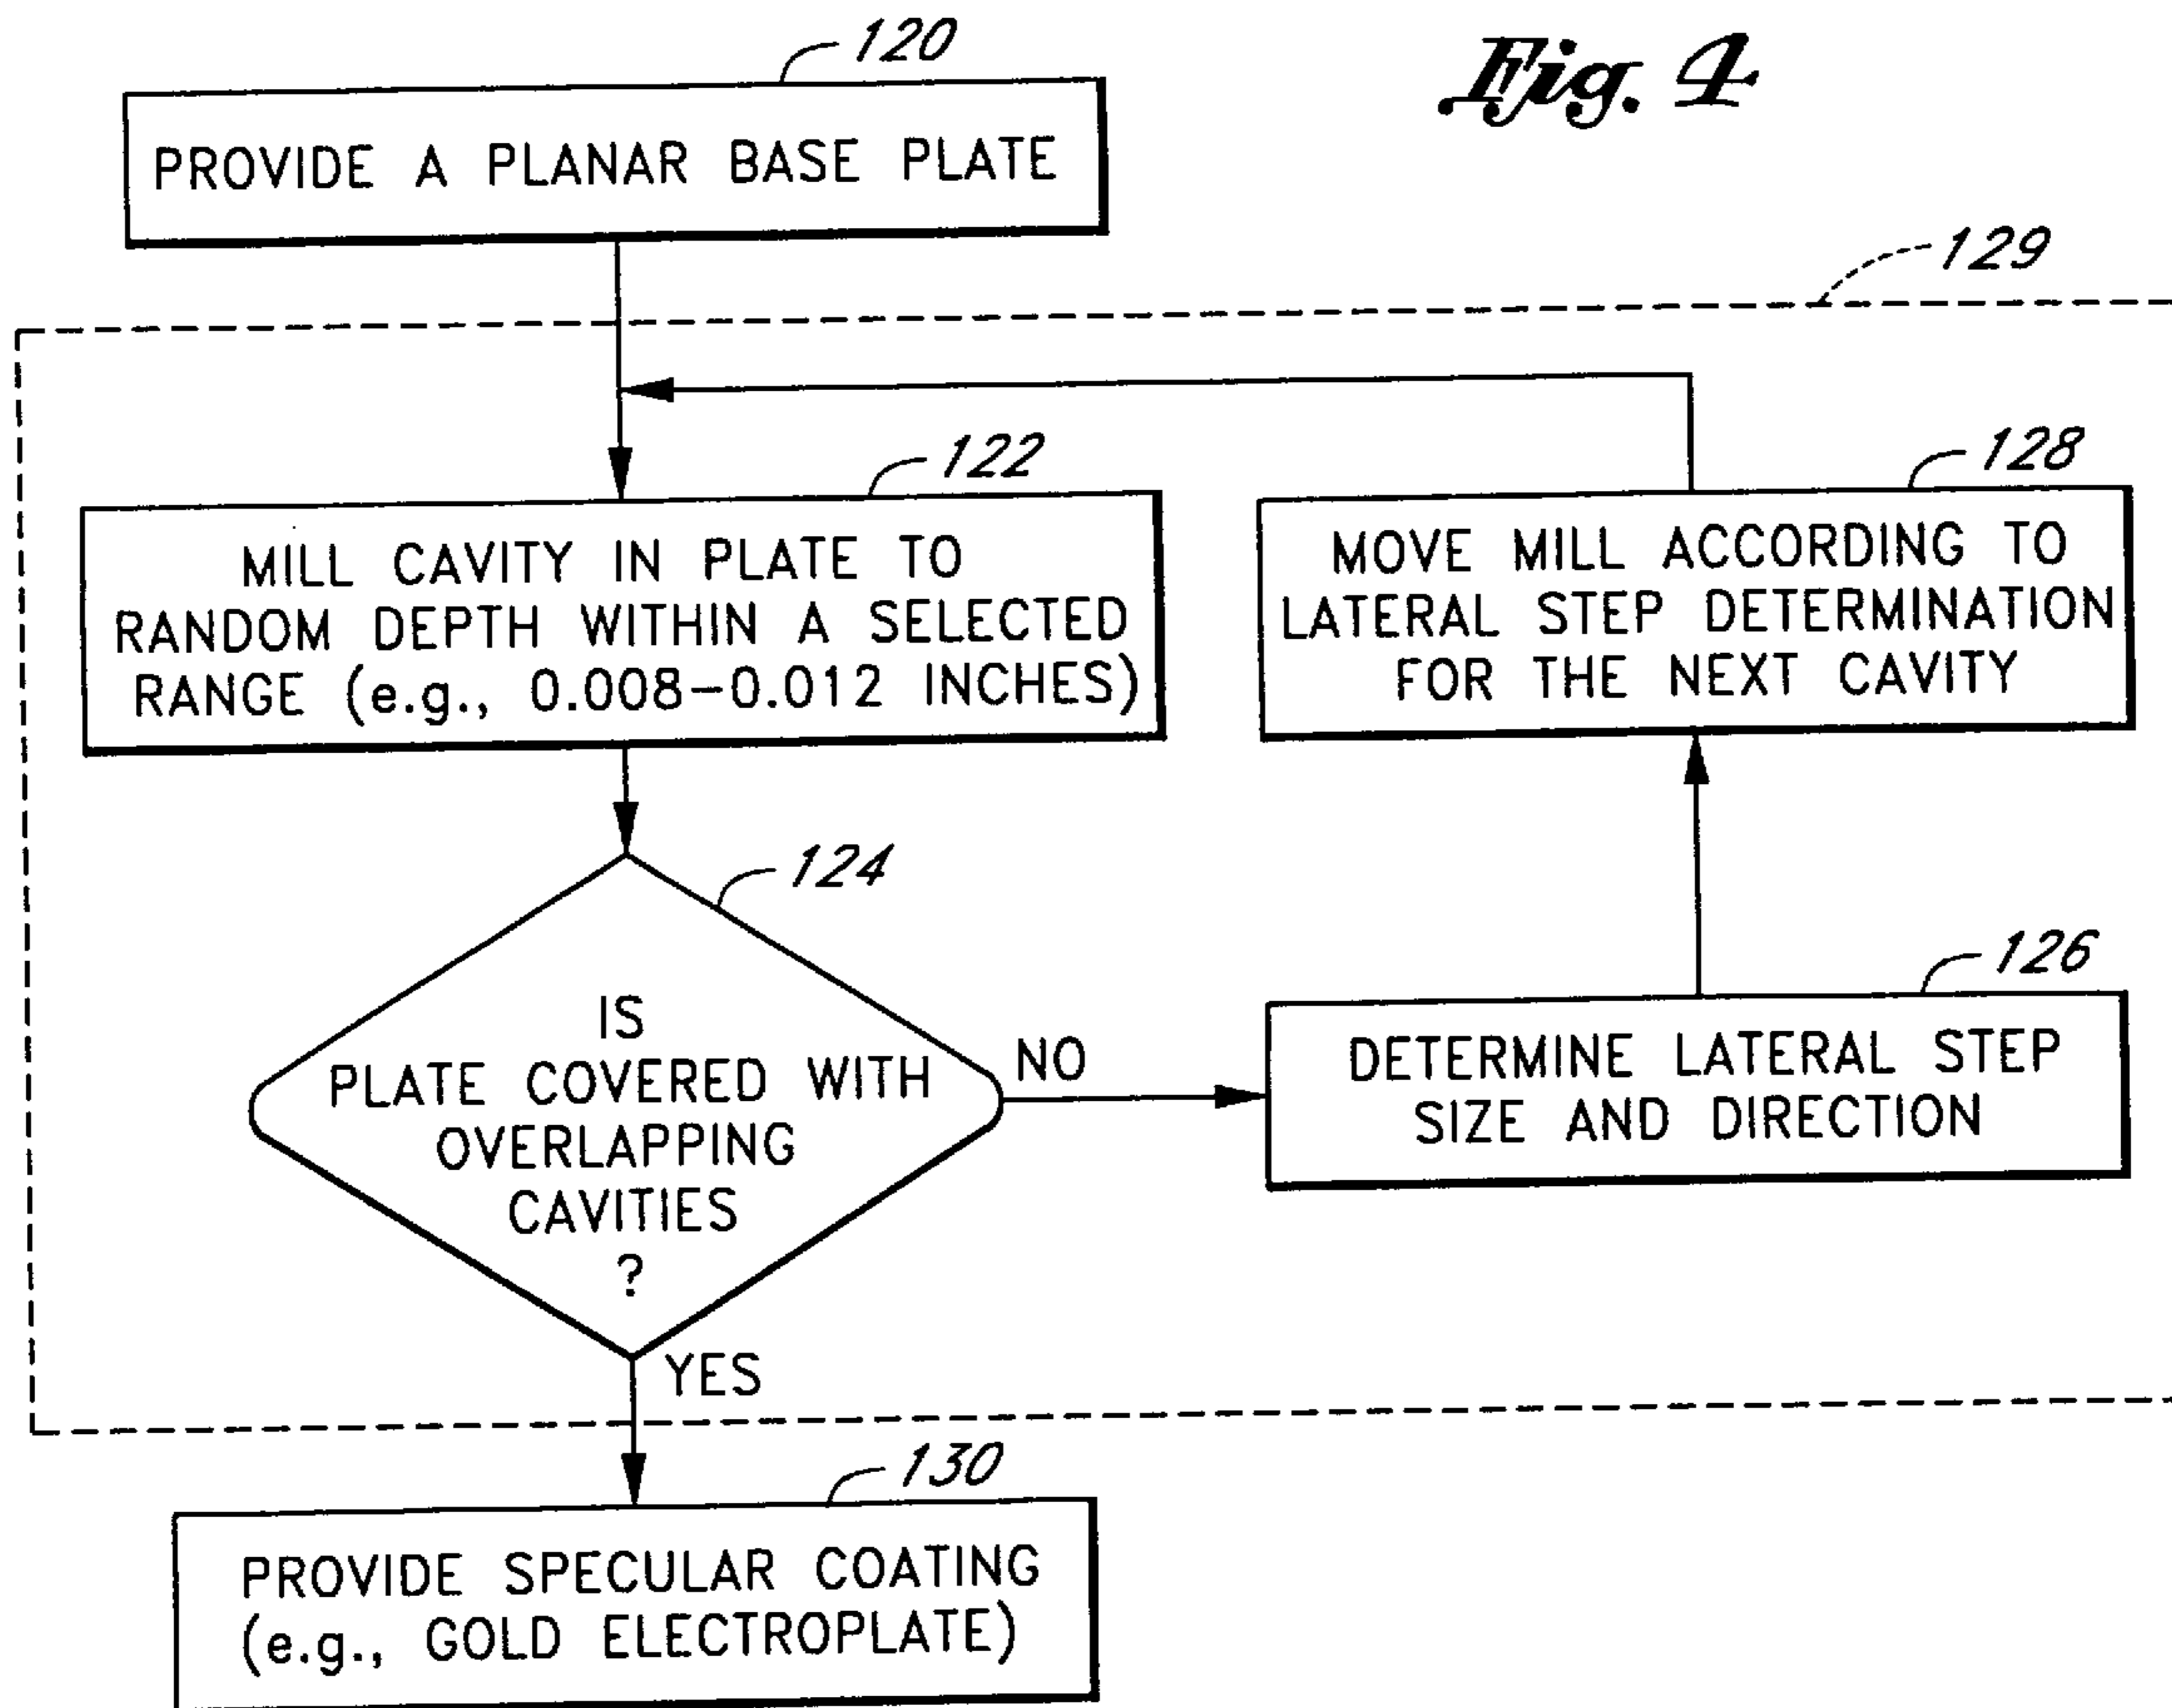 Fig. 4
120
PROVIDE A PLANAR BASE PLATE
129
122
MILL CAVITY IN PLATE TO
RANDOM DEPTH WITHIN A SELECTED
RANGE (e.g., 0.008–0.012 INCHES)
128
MOVE MILL ACCORDING TO
LATERAL STEP DETERMINATION
FOR THE NEXT CAVITY
124
IS
PLATE COVERED WITH
OVERLAPPING
CAVITIES
?
NO
126
DETERMINE LATERAL STEP
SIZE AND DIRECTION
YES
130
PROVIDE SPECULAR COATING
(e.g., GOLD ELECTROPLATE)